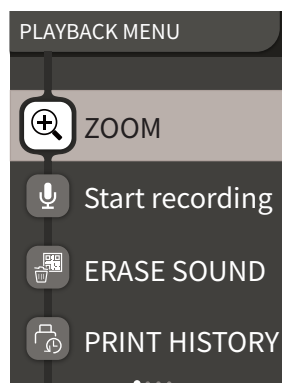 PLAYBACK MENU
ZOOM
Start recording
ERASE SOUND
PRINT HISTORY